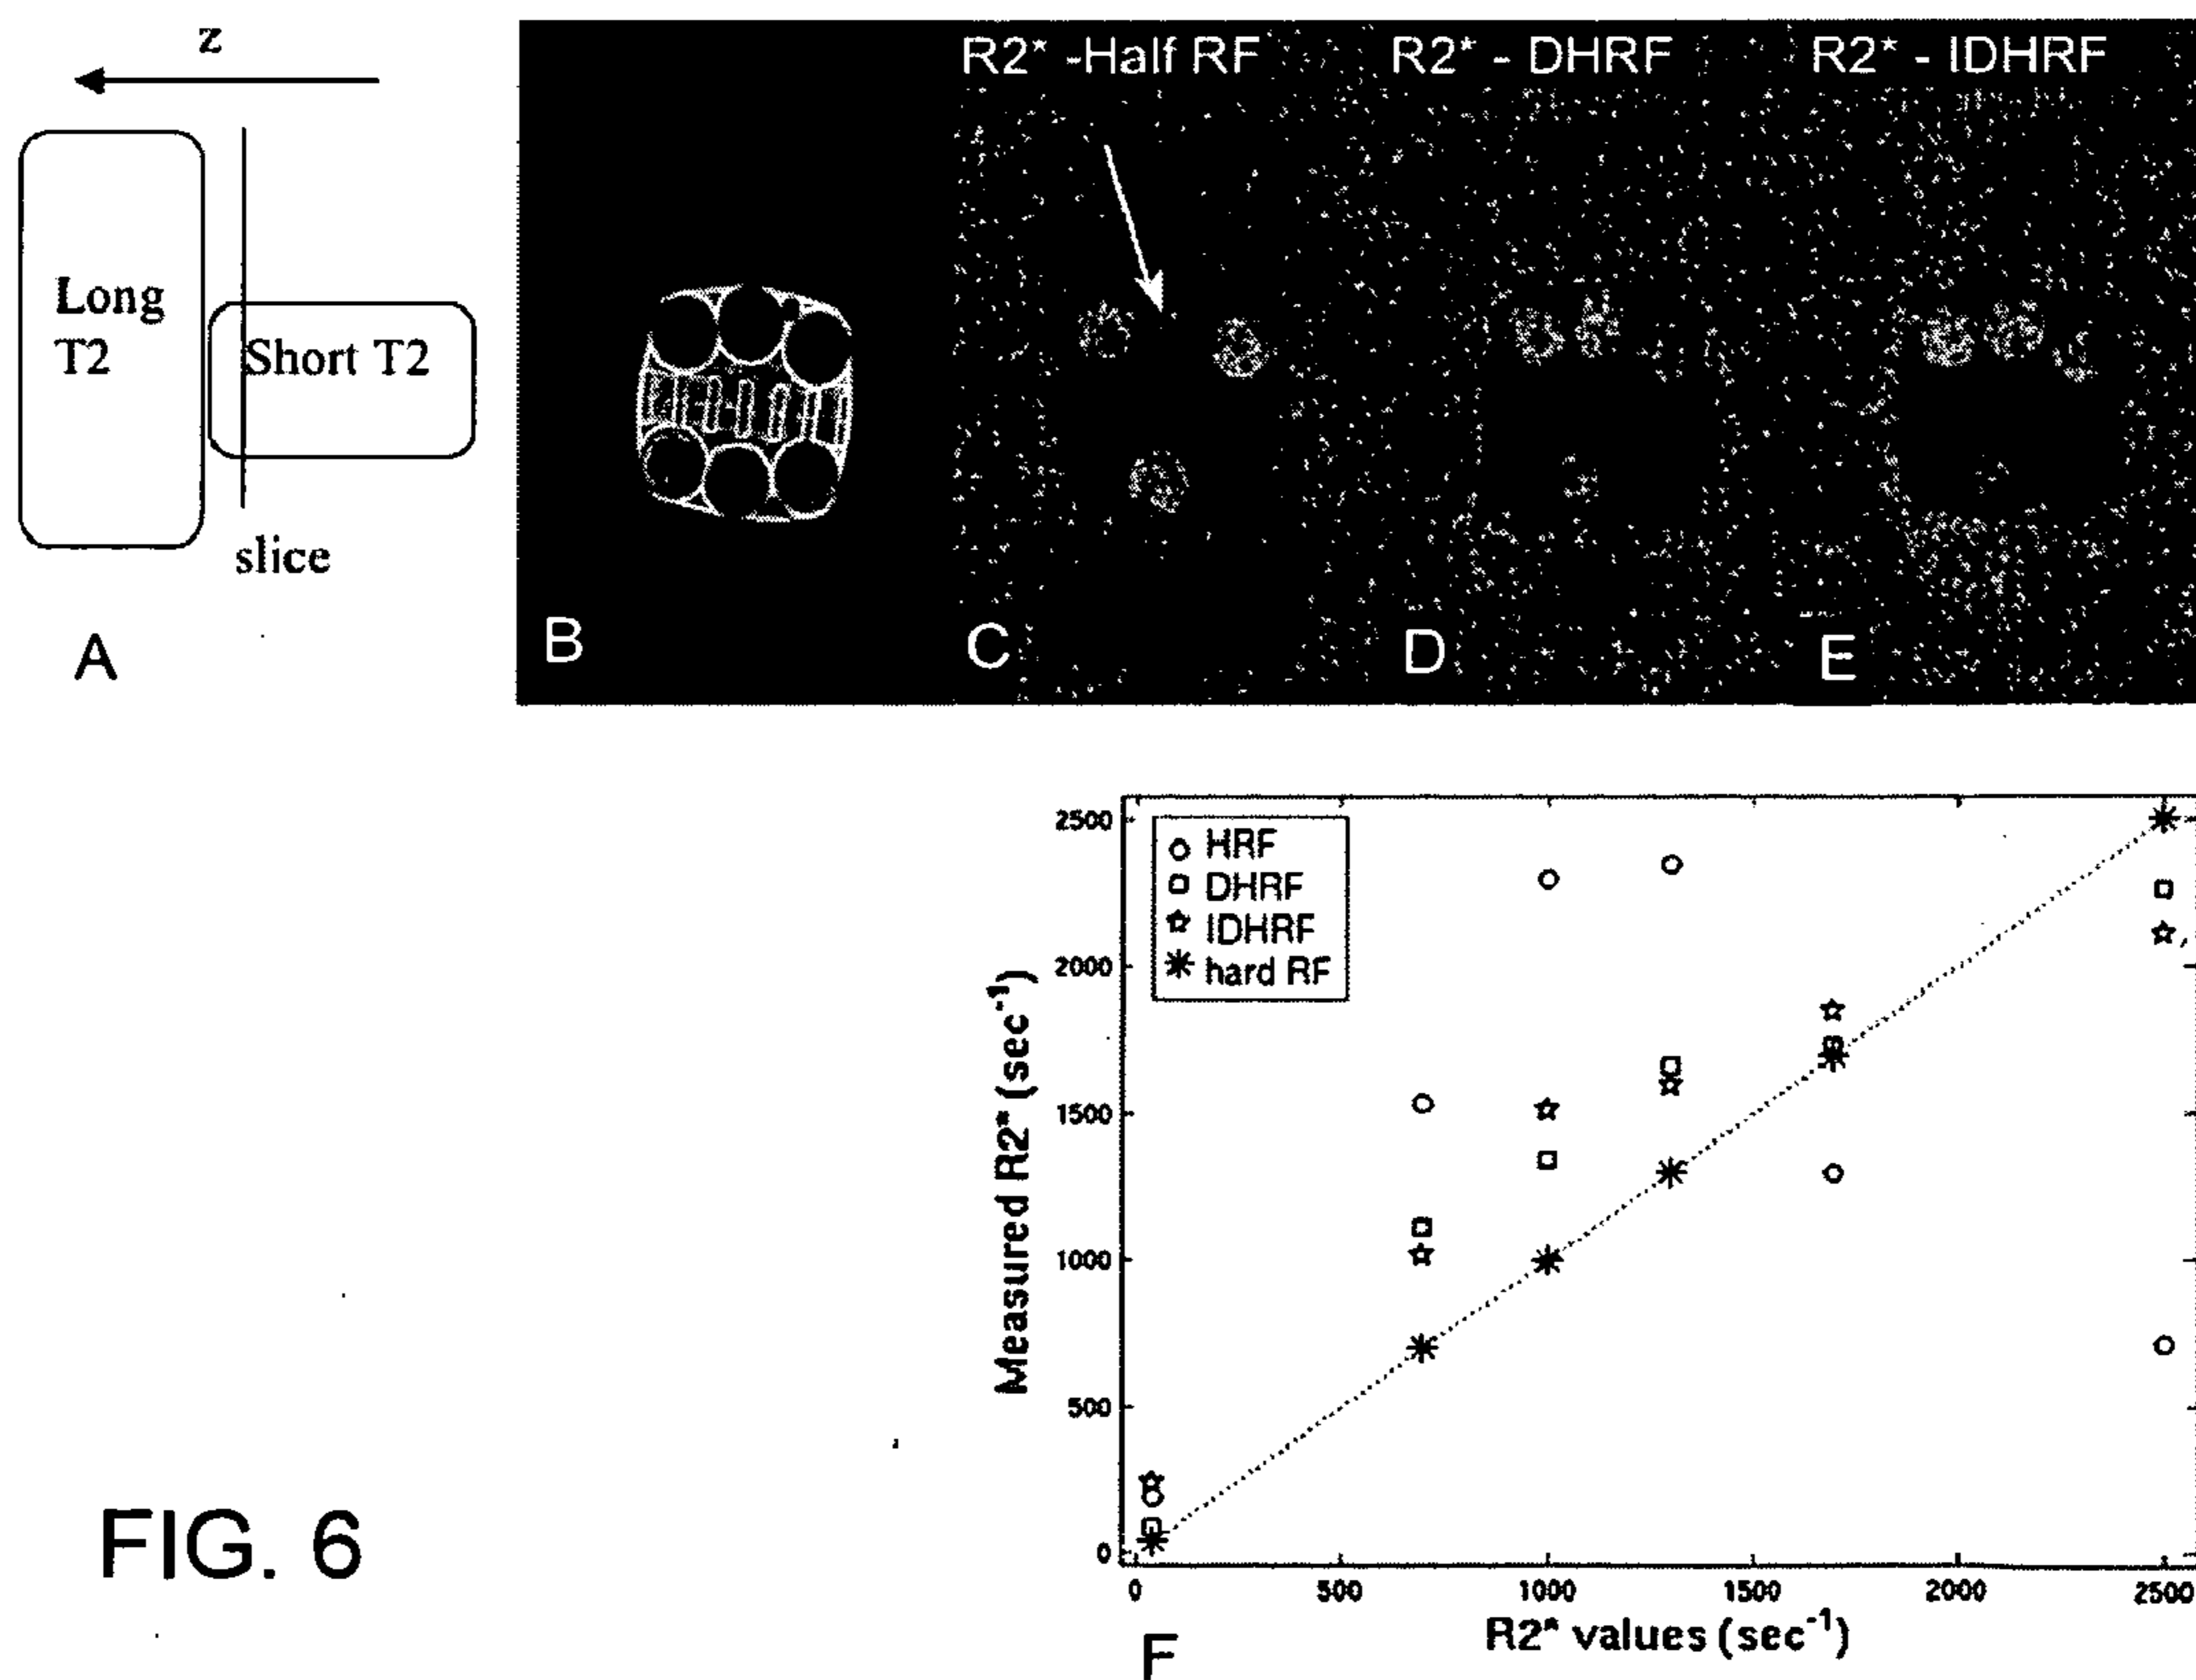 z
Long
T2
Short T2
slice
A
B
R2* -Half RF
C
R2* - DHRF
D
R2* - IDHRF
E
2500
2000
1500
1000
500
0
Measured R2* (sec-1)
HRF
DHRF
IDHRF
hard RF
0
500
1000
1500
2000
2500
R2* values (sec-1)
F
FIG. 6